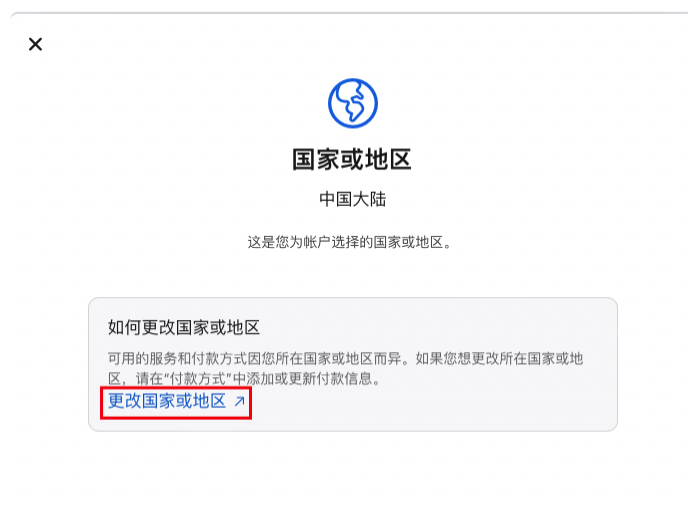 国家或地区
中国大陆
这是您为帐户选择的国家或地区。
如何更改国家或地区
可用的服务和付款方式因您所在国家或地区而异。如果您想更改所在国家或地
区，请在“付款方式”中添加或更新付款信息。
更改国家或地区 ↗